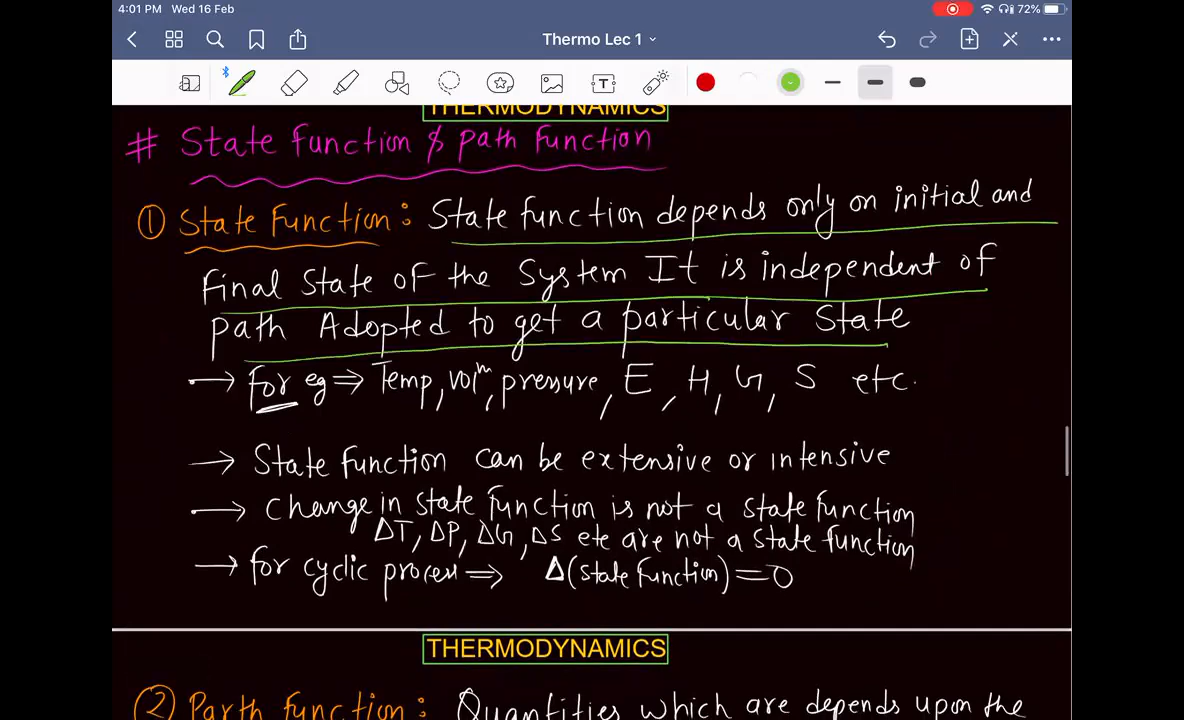 4:01 PM Wed 16 Feb
72%
Thermo Lec 1
THERMODYNAMICS
# State Function & Path Function
① State Function: State function depends only on initial and
final State of the System It is independent of
path Adopted to get a particular State
→ For eg ⇒ Temp, volᵐ, pressure, E, H, G, S etc.
→ State function can be extensive or intensive
→ Change in state function is not a state function
ΔT, ΔP, ΔG, ΔS etc are not a state function
→ for cyclic process ⇒ Δ(state function) = 0
THERMODYNAMICS
② Parth function: Quantities which are depends upon the